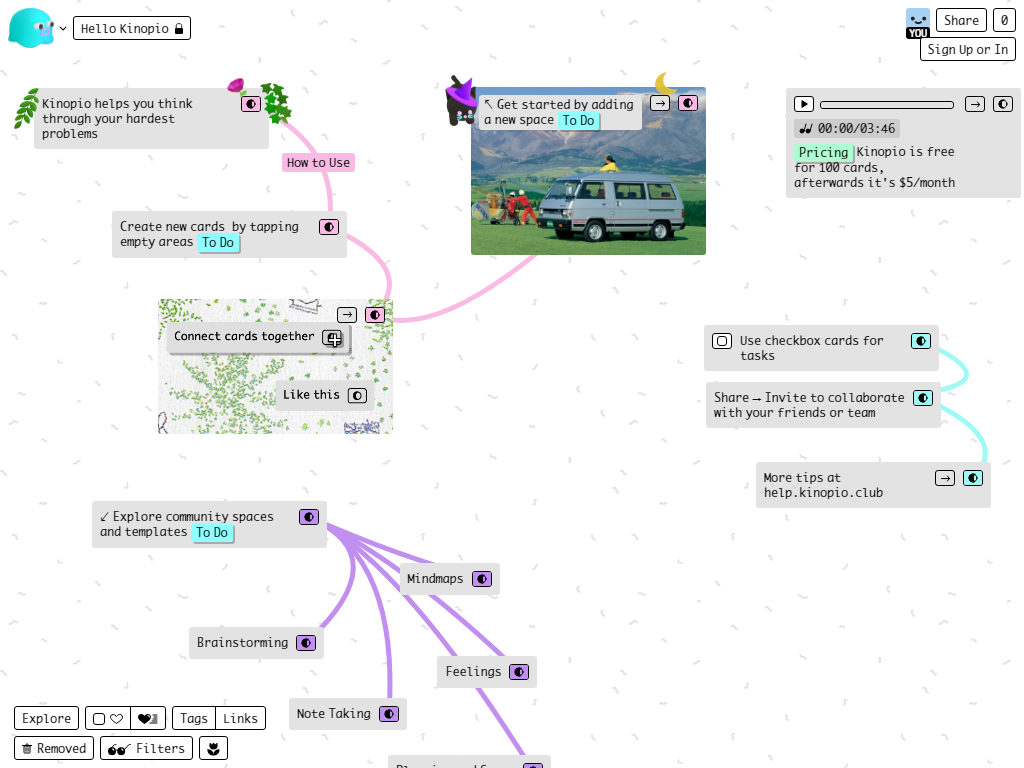 Hello Kinopio
Share
0
YOU
Sign Up or In
Kinopio helps you think
through your hardest
problems
↖ Get started by adding
a new space To Do
→
→
00:00/03:46
Pricing Kinopio is free
for 100 cards,
afterwards it's $5/month
How to Use
Create new cards by tapping
empty areas To Do
→
Connect cards together
Like this
Use checkbox cards for
tasks
Share → Invite to collaborate
with your friends or team
More tips at
help.kinopio.club
→
↙ Explore community spaces
and templates To Do
Mindmaps
Brainstorming
Feelings
Note Taking
Explore
Tags
Links
Removed
Filters